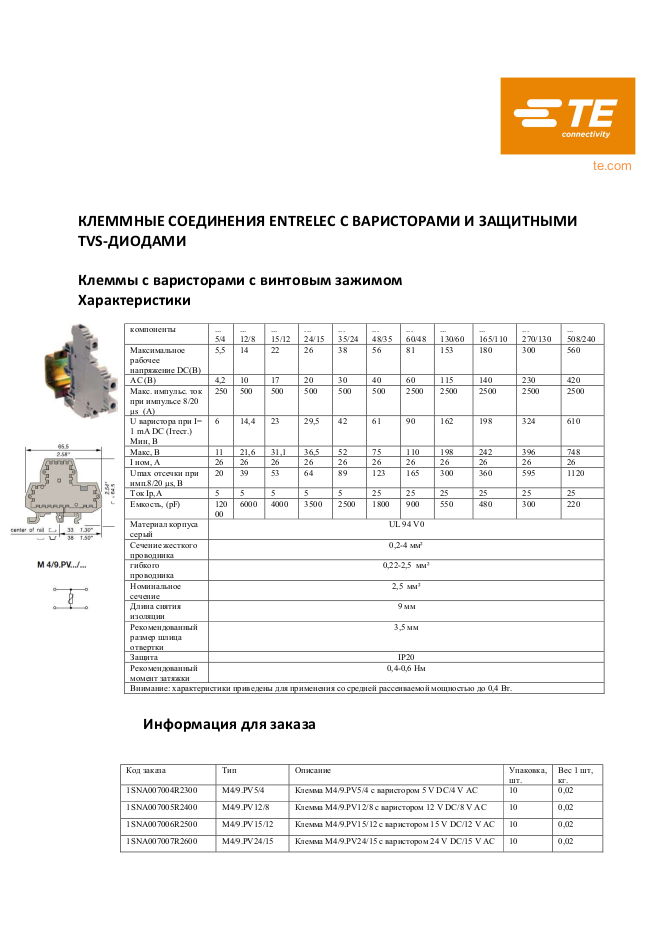 TE
connectivity
te.com
КЛЕММНЫЕ СОЕДИНЕНИЯ ENTRELEC С ВАРИСТОРАМИ И ЗАЩИТНЫМИ
TVS-ДИОДАМИ
Клеммы с варисторами с винтовым зажимом
Характеристики
компоненты ... 5/4 ... 12/8 ... 15/12 ... 24/15 ... 35/24 ... 48/35 ... 60/48 ... 130/60 ... 165/110 ... 270/130 ... 508/240
Максимальное рабочее напряжение DC(В) 5,5 14 22 26 38 56 81 153 180 300 560
AC(В) 4,2 10 17 20 30 40 60 115 140 230 420
Макс. импульс. ток при импульсе 8/20 µs (А) 250 500 500 500 500 500 2500 2500 2500 2500 2500
U варистора при I= 1 mA DC (Iтест.) Мин, В 6 14,4 23 29,5 42 61 90 162 198 324 610
Макс, В 11 21,6 31,1 36,5 52 75 110 198 242 396 748
I ном, А 26 26 26 26 26 26 26 26 26 26 26
Umax отсечки при имп.8/20 µs, В 20 39 53 64 89 123 165 300 360 595 1120
Ток Ip, А 5 5 5 5 5 25 25 25 25 25 25
Емкость, (pF) 120 00 6000 4000 3500 2500 1800 900 550 480 300 220
Материал корпуса серый UL 94 V0
Сечение жесткого проводника 0,2-4 мм²
гибкого проводника 0,22-2,5 мм²
Номинальное сечение 2,5 мм²
Длина снятия изоляции 9 мм
Рекомендованный размер шлица отвертки 3,5 мм
Защита IP20
Рекомендованный момент затяжки 0,4-0,6 Нм
Внимание: характеристики приведены для применения со средней рассеиваемой мощностью до 0,4 Вт.
65,5
2.58"
2.54"
center of rail
33 1.30"
38 1.50"
M 4/9.PV.../...
Информация для заказа
Код заказа Тип Описание Упаковка, шт. Вес 1 шт, кг.
1SNA007004R2300 M4/9.PV5/4 Клемма M4/9.PV5/4 с варистором 5 V DC/4 V AC 10 0,02
1SNA007005R2400 M4/9.PV12/8 Клемма M4/9.PV12/8 с варистором 12 V DC/8 V AC 10 0,02
1SNA007006R2500 M4/9.PV15/12 Клемма M4/9.PV15/12 с варистором 15 V DC/12 V AC 10 0,02
1SNA007007R2600 M4/9.PV24/15 Клемма M4/9.PV24/15 с варистором 24 V DC/15 V AC 10 0,02